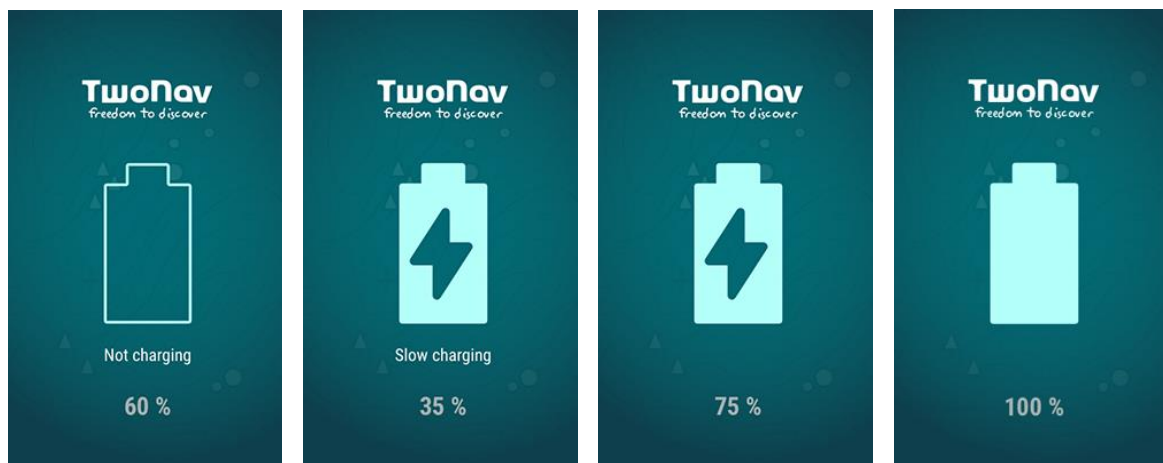 TwoNav
freedom to discover
Not charging
60 %
TwoNav
freedom to discover
Slow charging
35 %
TwoNav
freedom to discover
75 %
TwoNav
freedom to discover
100 %